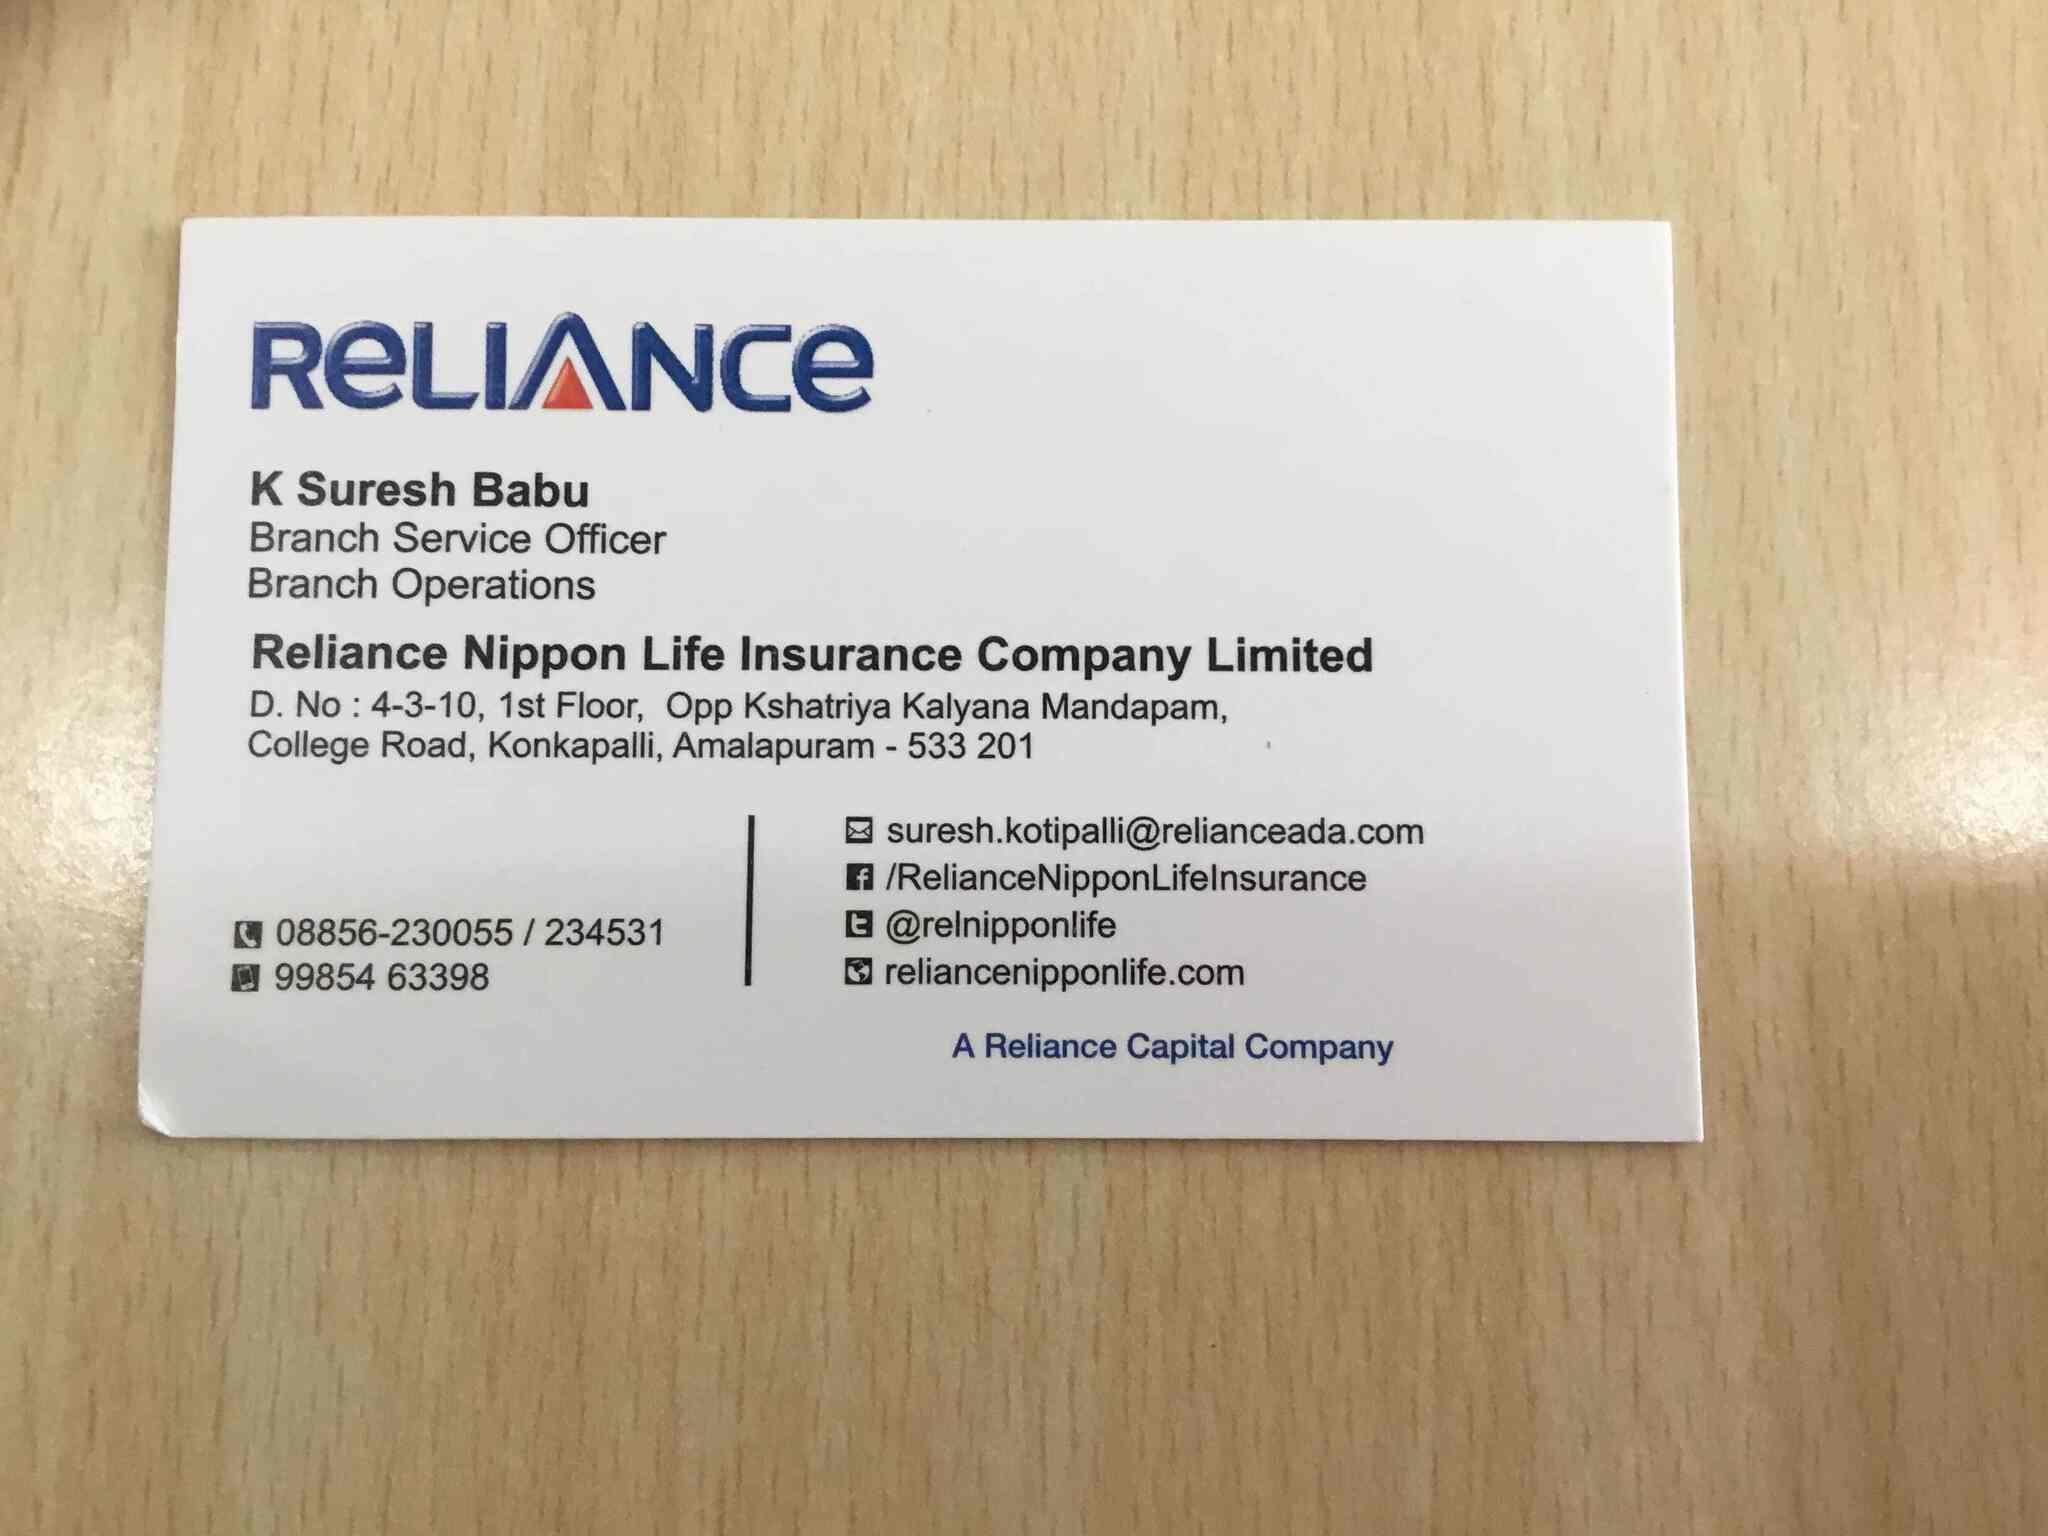 RELIANCE
K Suresh Babu
Branch Service Officer
Branch Operations
Reliance Nippon Life Insurance Company Limited
D. No : 4-3-10, 1st Floor, Opp Kshatriya Kalyana Mandapam,
College Road, Konkapalli, Amalapuram - 533 201
08856-230055 / 234531
99854 63398
suresh.kotipalli@relianceada.com
/RelianceNipponLifeInsurance
@relnipponlife
reliancenipponlife.com
A Reliance Capital Company